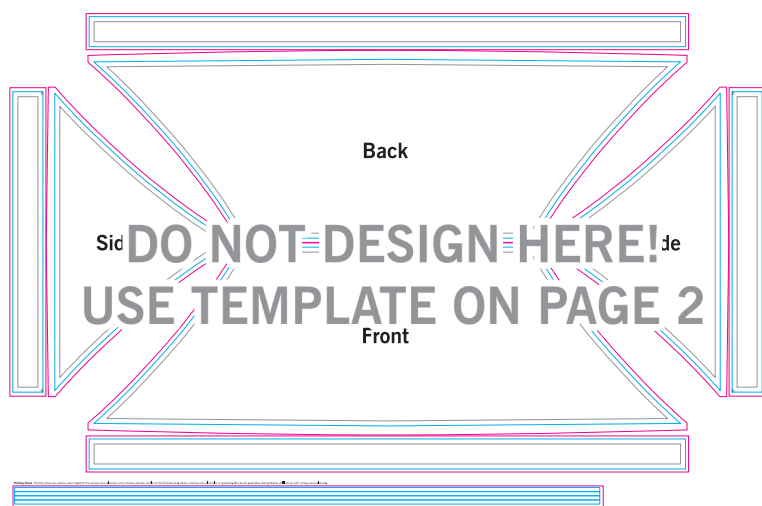 Back
Sid
de
DO NOT DESIGN HERE!
USE TEMPLATE ON PAGE 2
Front